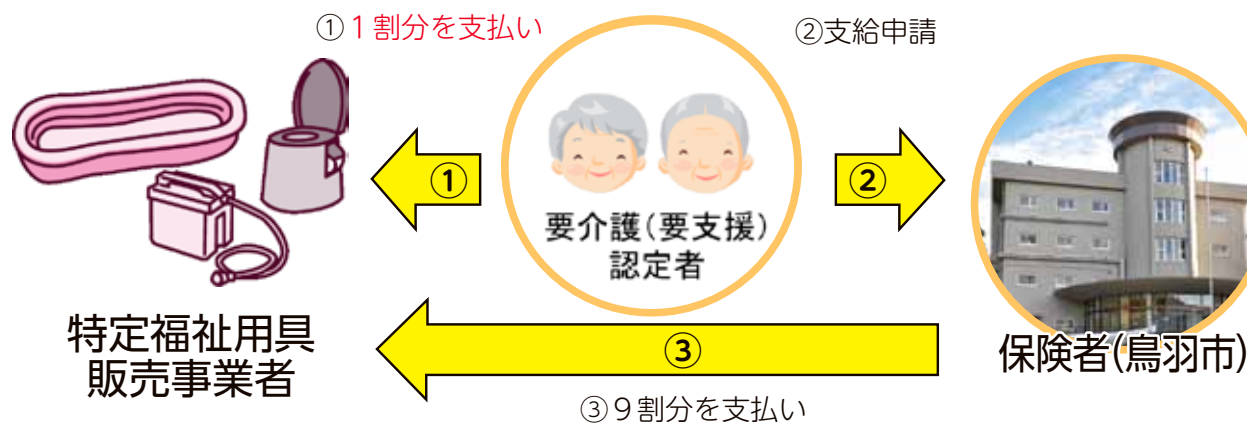 ①１割分を支払い
②支給申請
①
②
要介護(要支援)
認定者
特定福祉用具
販売事業者
③
保険者(鳥羽市)
③９割分を支払い